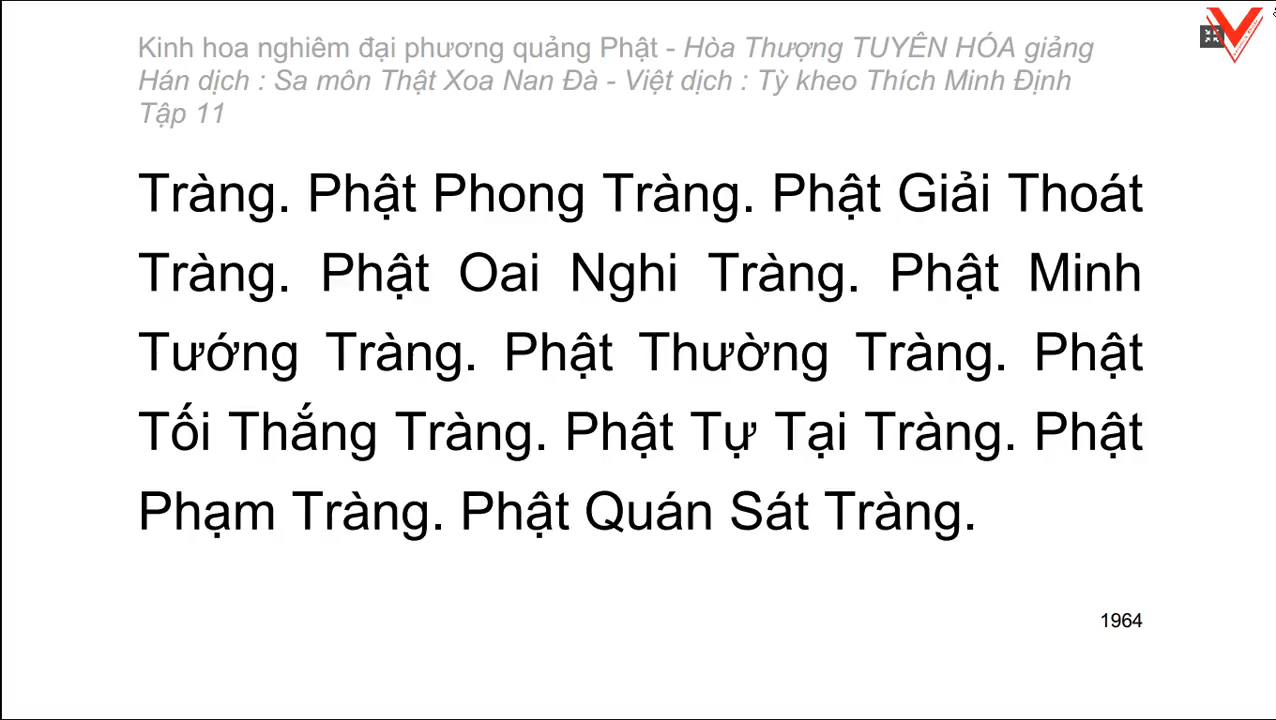 Kinh hoa nghiêm đại phương quảng Phật - Hòa Thượng TUYÊN HÓA giảng
Hán dịch : Sa môn Thật Xoa Nan Đà - Việt dịch : Tỳ kheo Thích Minh Định
Tập 11
Tràng. Phật Phong Tràng. Phật Giải Thoát
Tràng. Phật Oai Nghi Tràng. Phật Minh
Tướng Tràng. Phật Thường Tràng. Phật
Tối Thắng Tràng. Phật Tự Tại Tràng. Phật
Phạm Tràng. Phật Quán Sát Tràng.
1964